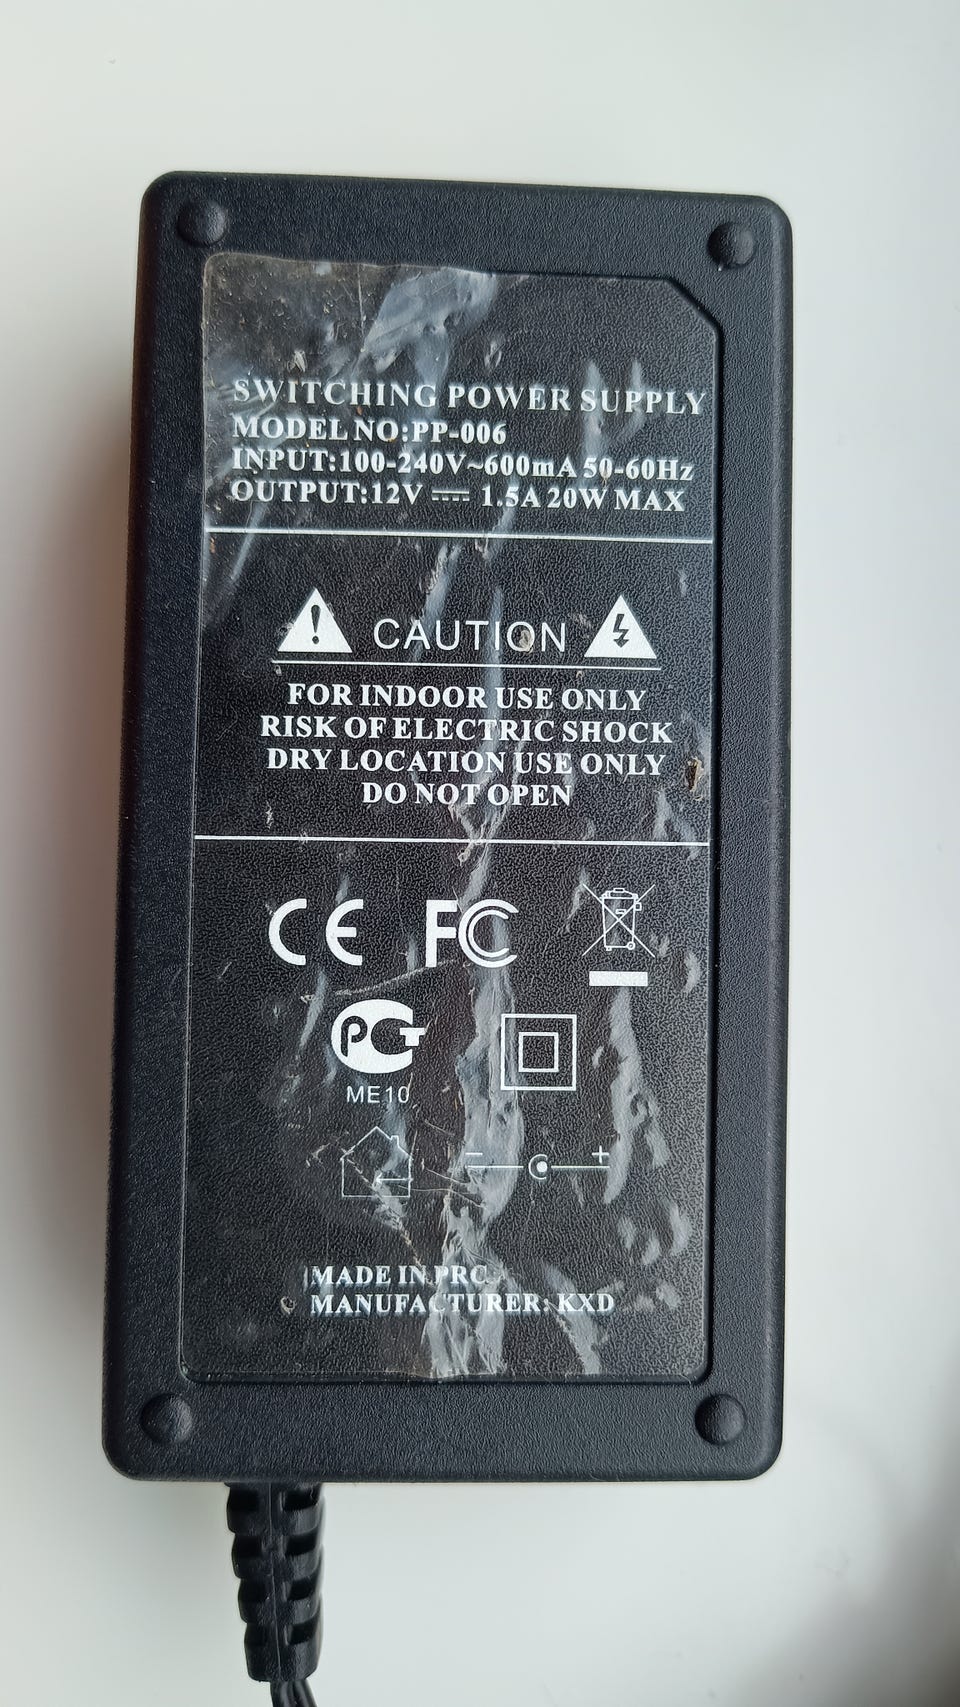 SWITCHING POWER SUPPLY
MODEL NO:PP-006
INPUT:100-240V~600mA 50-60Hz
OUTPUT:12V ⎓ 1.5A 20W MAX
CAUTION
FOR INDOOR USE ONLY
RISK OF ELECTRIC SHOCK
DRY LOCATION USE ONLY
DO NOT OPEN
CE FC
PCT
ME10
- +
MADE IN PRC
MANUFACTURER: KXD